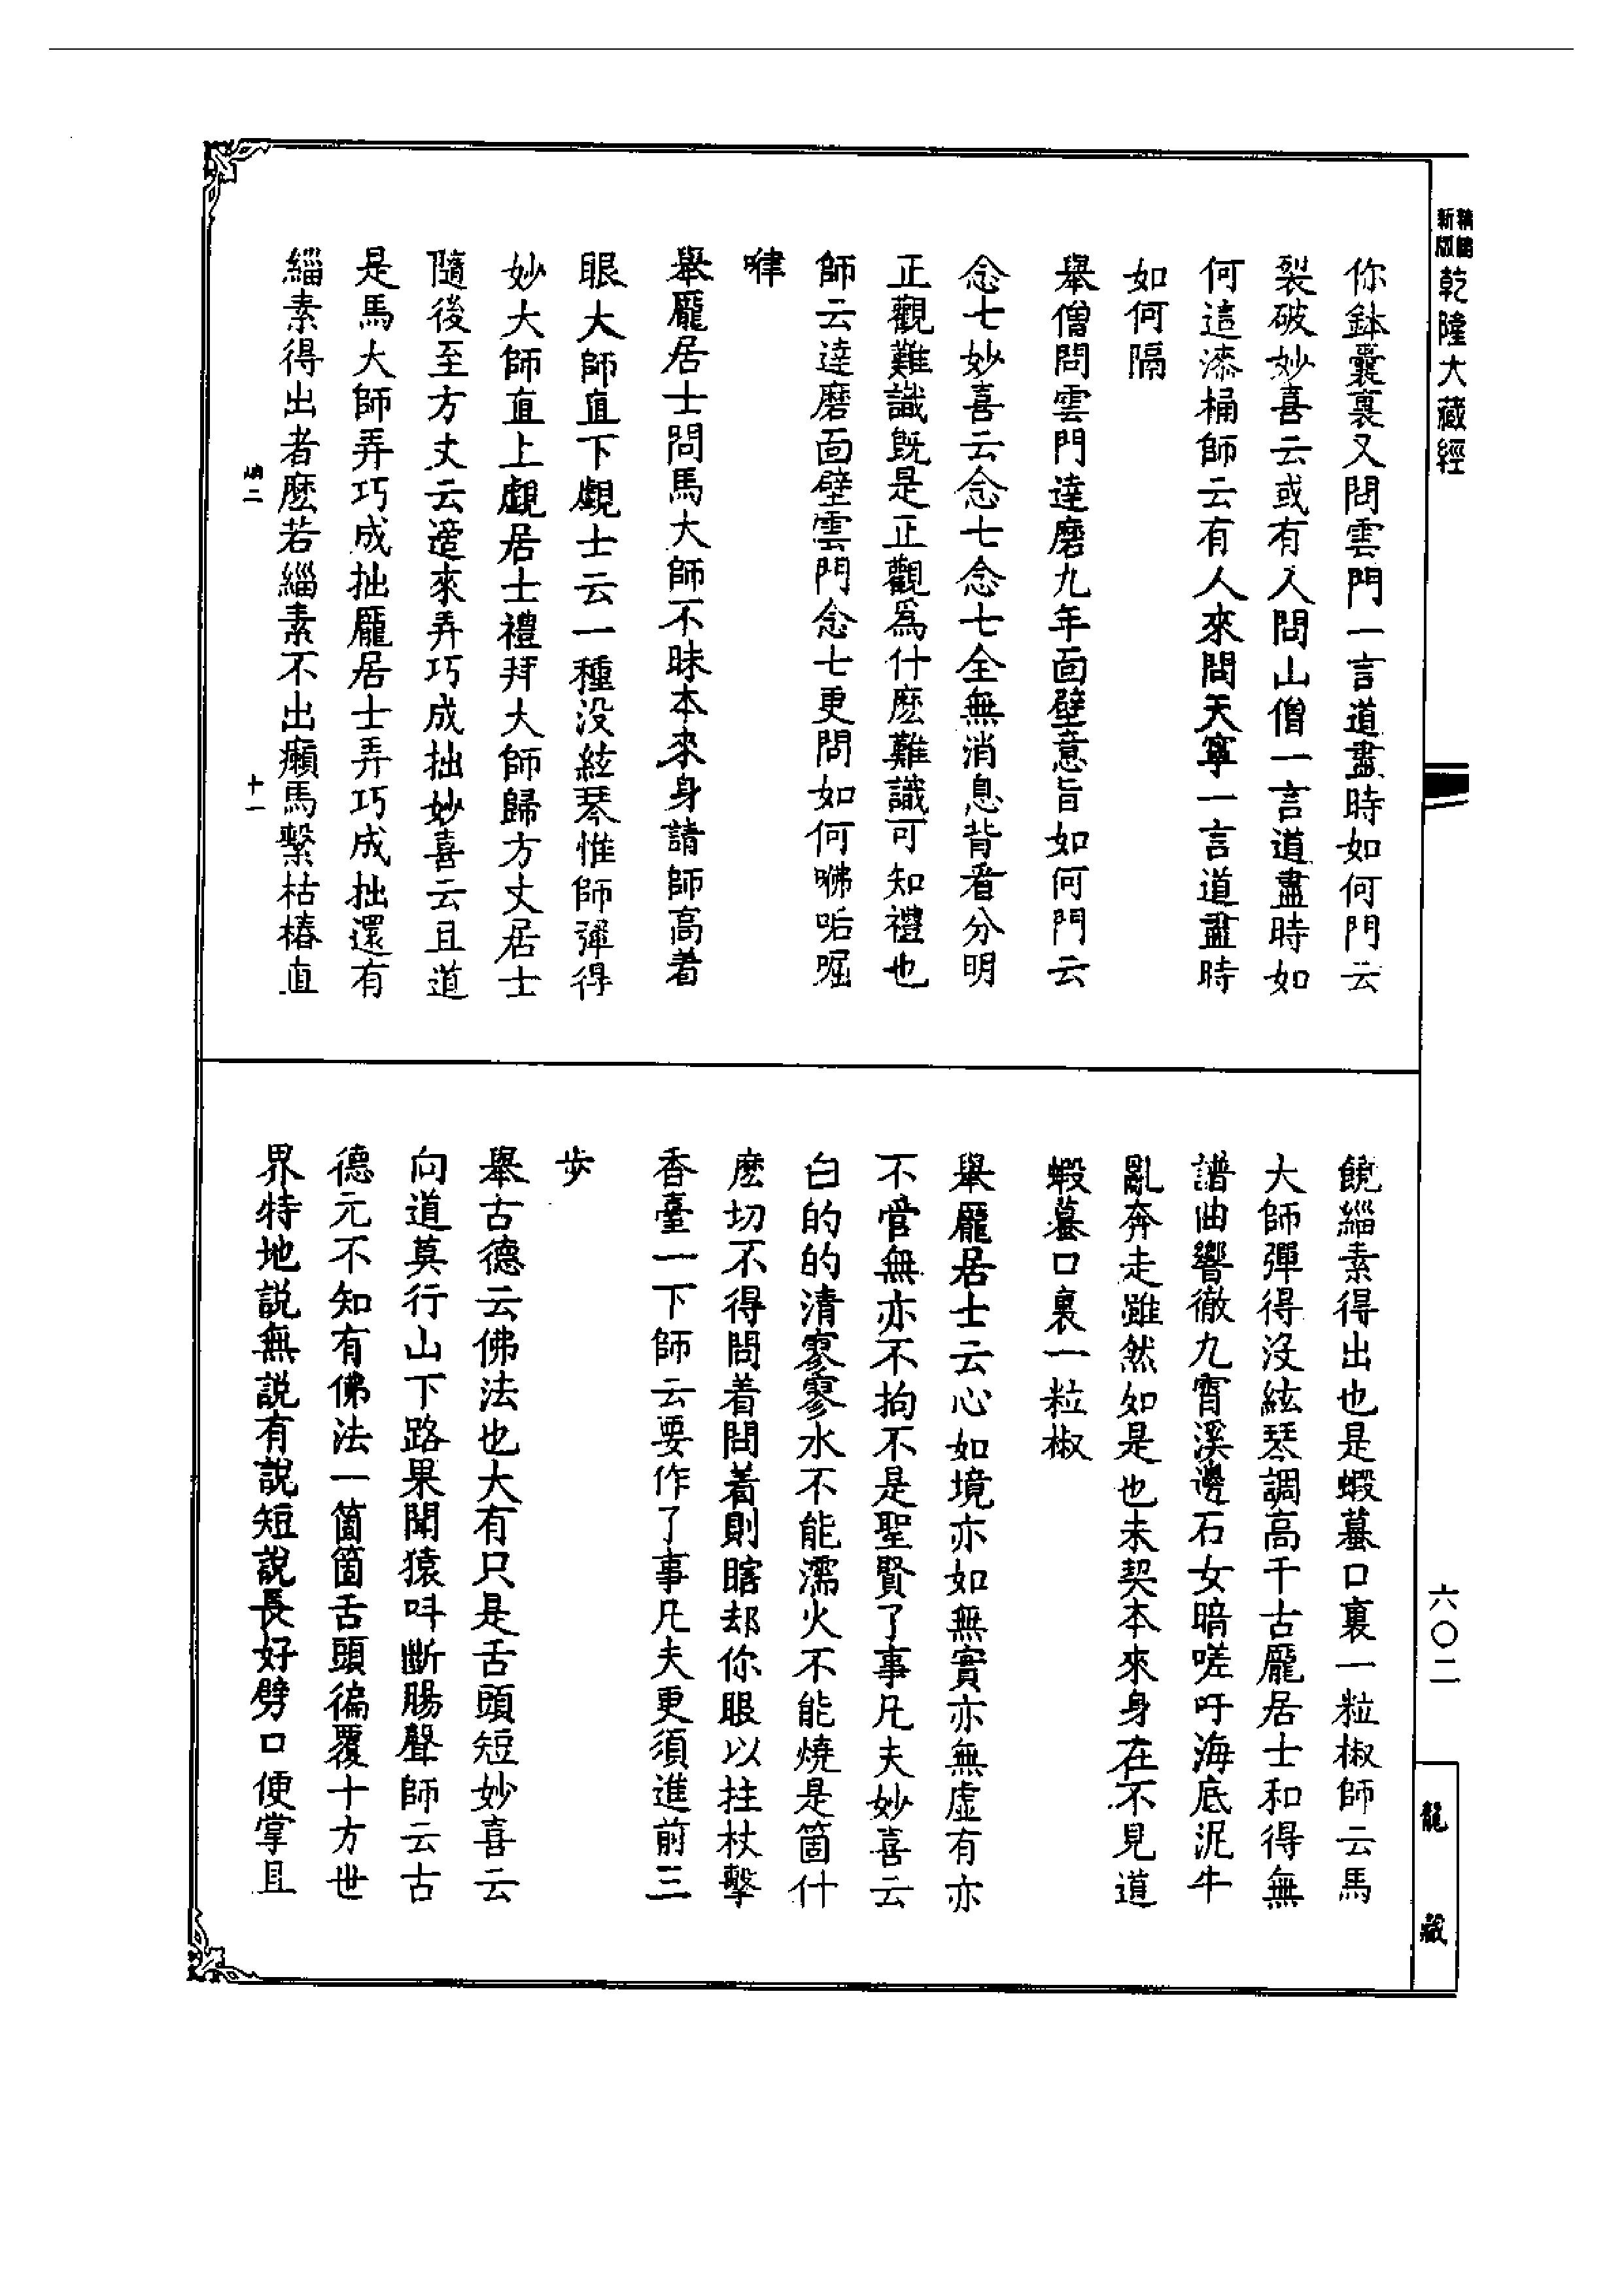 精編
新版
乾隆大藏經
你鉢囊裏又問雲門一言道盡時如何門云
裂破妙喜云或有人問山僧一言道盡時如
何這漆桶師云有人來問天寧一言道盡時
如何隔
舉僧問雲門達磨九年面壁意旨如何門云
念七妙喜云念七念七全無消息背看分明
正觀難識既是正觀爲什麽難識可知禮也
師云達磨面壁雲門念七更問如何㘕㖃啒
㖀
舉龎居士問馬大師不昧本來身請師高着
眼大師直下覰士云一種没絃琴惟師彈得
妙大師直上覰居士禮拜大師歸方丈居士
隨後至方丈云適來弄巧成拙妙喜云且道
是馬大師弄巧成拙龎居士弄巧成拙還有
緇素得出者麽若緇素不出癩馬繫枯樁直
十一
饒緇素得出也是蝦蟇口裏一粒椒師云馬
大師彈得没絃琴調高千古龎居士和得無
譜曲響徹九霄溪邊石女暗嗟吁海底泥牛
亂奔走雖然如是也未契本來身在不見道
蝦蟇口裏一粒椒
舉龎居士云心如境亦如無實亦無虛有亦
不管無亦不拘不是聖賢了事凡夫妙喜云
白的的清寥寥水不能濡火不能燒是箇什
麽切不得問着問着則瞎却你眼以拄杖擊
香臺一下師云要作了事凡夫更須進前三
步
舉古德云佛法也大有只是舌頭短妙喜云
向道莫行山下路果聞猿呌斷腸聲師云古
德元不知有佛法一箇箇舌頭徧覆十方世
界特地說無說有說短說長好劈口便掌且
六〇二
龍藏